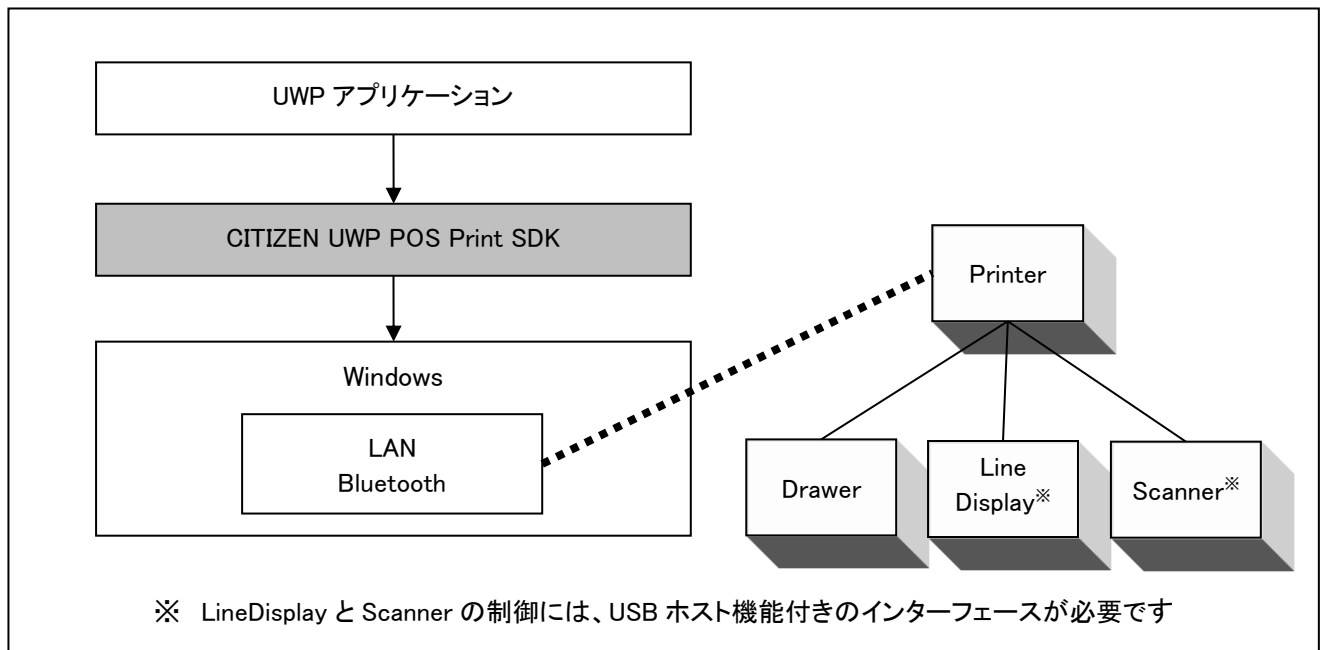 UWP アプリケーション
CITIZEN UWP POS Print SDK
Windows
LAN
Bluetooth
Printer
Drawer
Line
Display※
Scanner※
※ LineDisplay と Scanner の制御には、USB ホスト機能付きのインターフェースが必要です